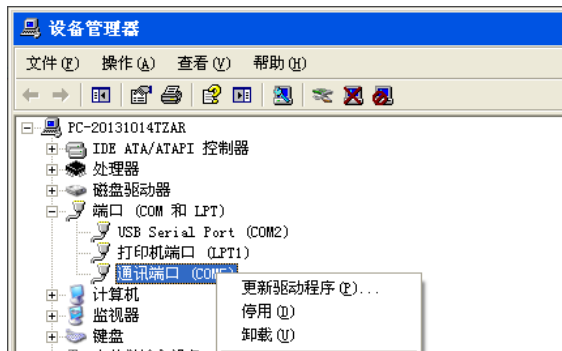 设备管理器
文件(F) 操作(A) 查看(V) 帮助(H)
PC-20131014TZAR
IDE ATA/ATAPI 控制器
处理器
磁盘驱动器
端口 (COM 和 LPT)
USB Serial Port (COM2)
打印机端口 (LPT1)
通讯端口 (COM
计算机
监视器
键盘
更新驱动程序(P)...
停用(D)
卸载(U)